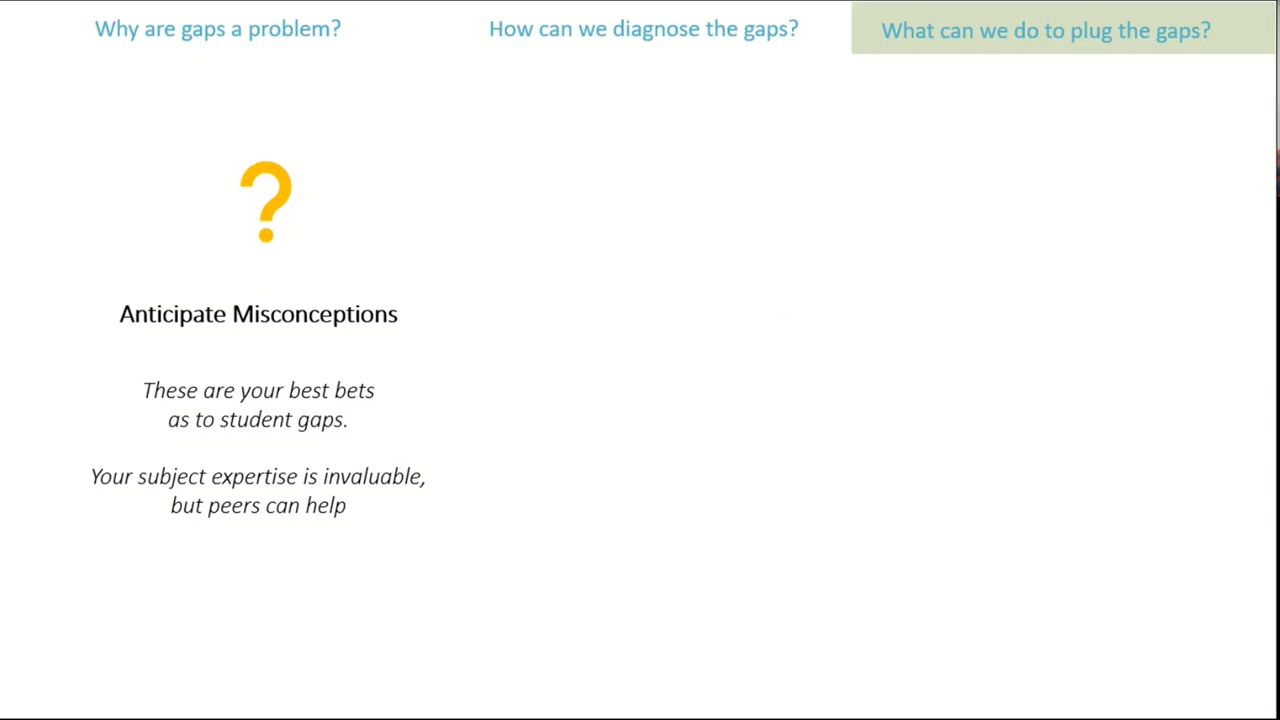 Why are gaps a problem?
How can we diagnose the gaps?
What can we do to plug the gaps?
?
Anticipate Misconceptions
These are your best bets
as to student gaps.
Your subject expertise is invaluable,
but peers can help